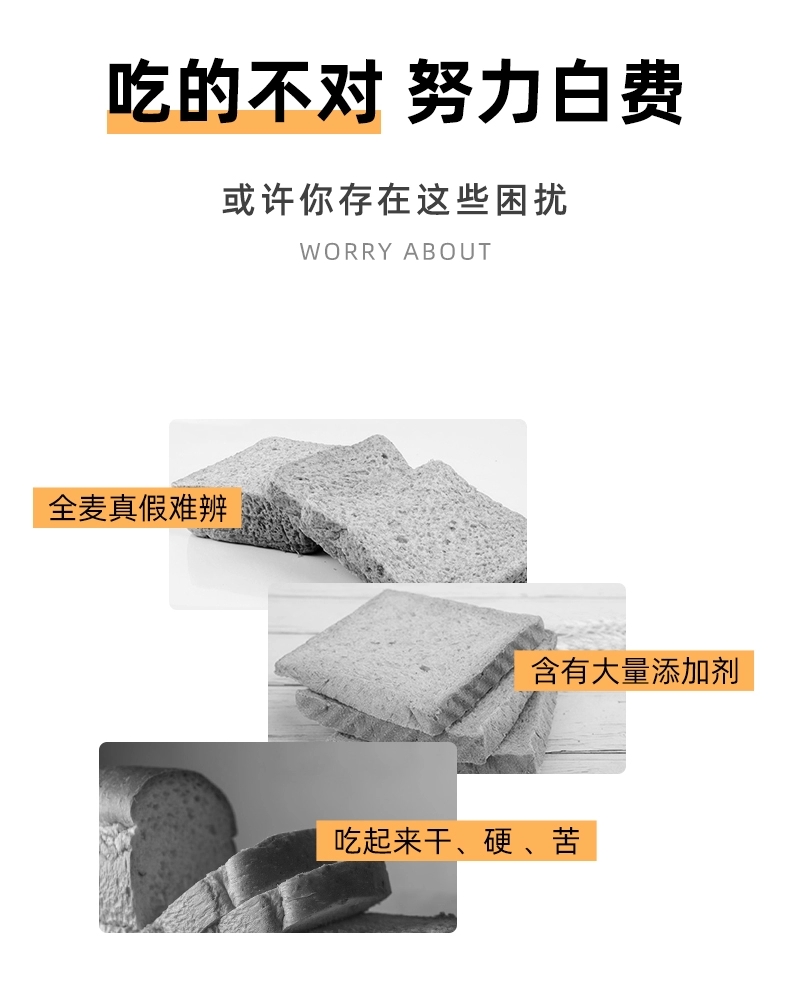 吃的不对 努力白费
或许你存在这些困扰
WORRY ABOUT
全麦真假难辨
含有大量添加剂
吃起来干、硬 、苦